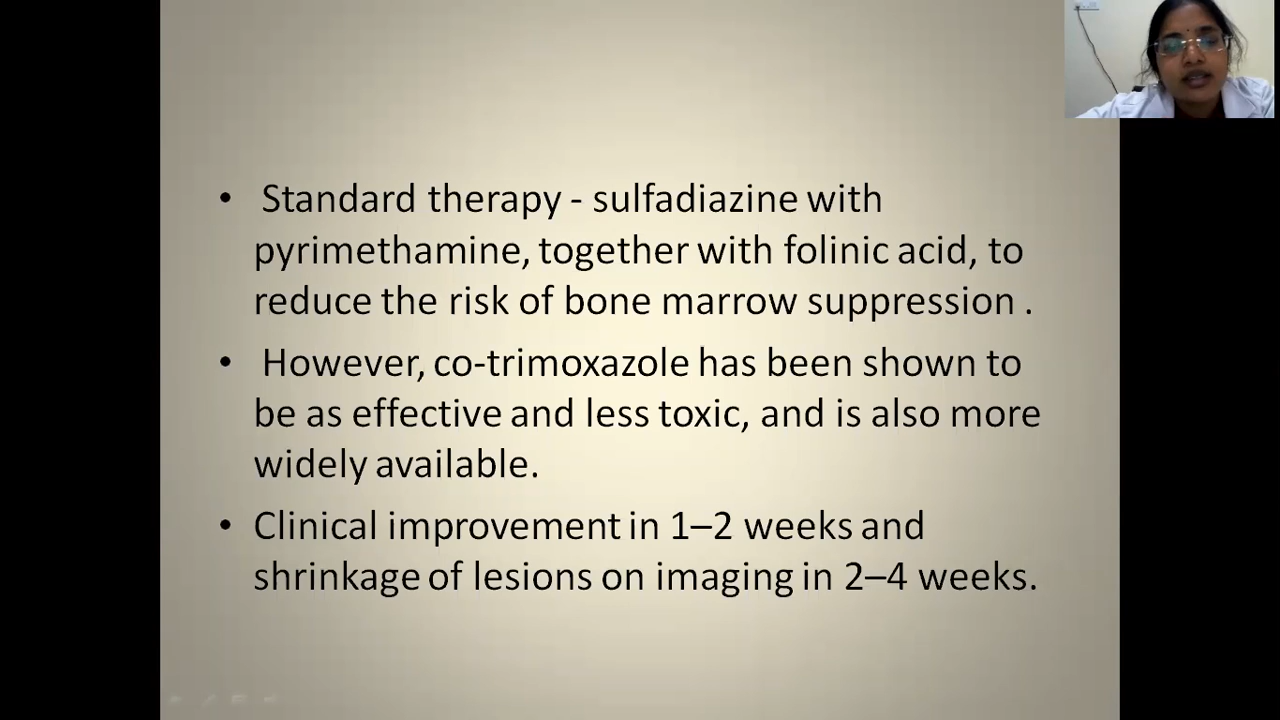 • Standard therapy - sulfadiazine with
pyrimethamine, together with folinic acid, to
reduce the risk of bone marrow suppression .
• However, co-trimoxazole has been shown to
be as effective and less toxic, and is also more
widely available.
• Clinical improvement in 1–2 weeks and
shrinkage of lesions on imaging in 2–4 weeks.